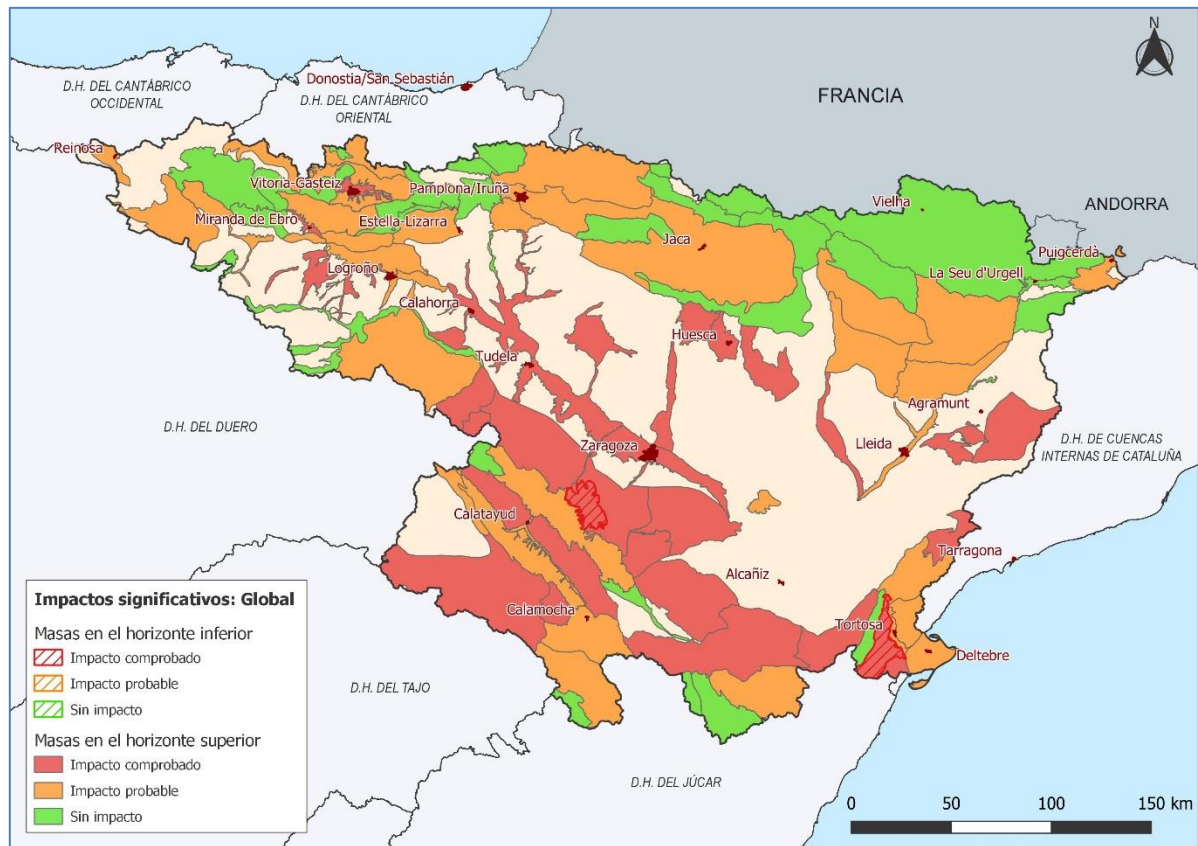 N
D.H. DEL CANTÁBRICO
OCCIDENTAL
Donostia/San Sebastián
D.H. DEL CANTÁBRICO
ORIENTAL
FRANCIA
Reinosa
Vitoria-Gasteiz
Pamplona/Iruña
Vielha
ANDORRA
Miranda de Ebro
Estella-Lizarra
Jaca
Puigcerdà
La Seu d'Urgell
Logroño
Calahorra
Huesca
Tudela
Agramunt
D.H. DEL DUERO
Zaragoza
Lleida
D.H. DE CUENCAS
INTERNAS DE CATALUÑA
Calatayud
Tarragona
Alcañiz
Calamocha
Tortosa
Deltebre
D.H. DEL TAJO
D.H. DEL JÚCAR
Impactos significativos: Global
Masas en el horizonte inferior
Impacto comprobado
Impacto probable
Sin impacto
Masas en el horizonte superior
Impacto comprobado
Impacto probable
Sin impacto
0 50 100 150 km